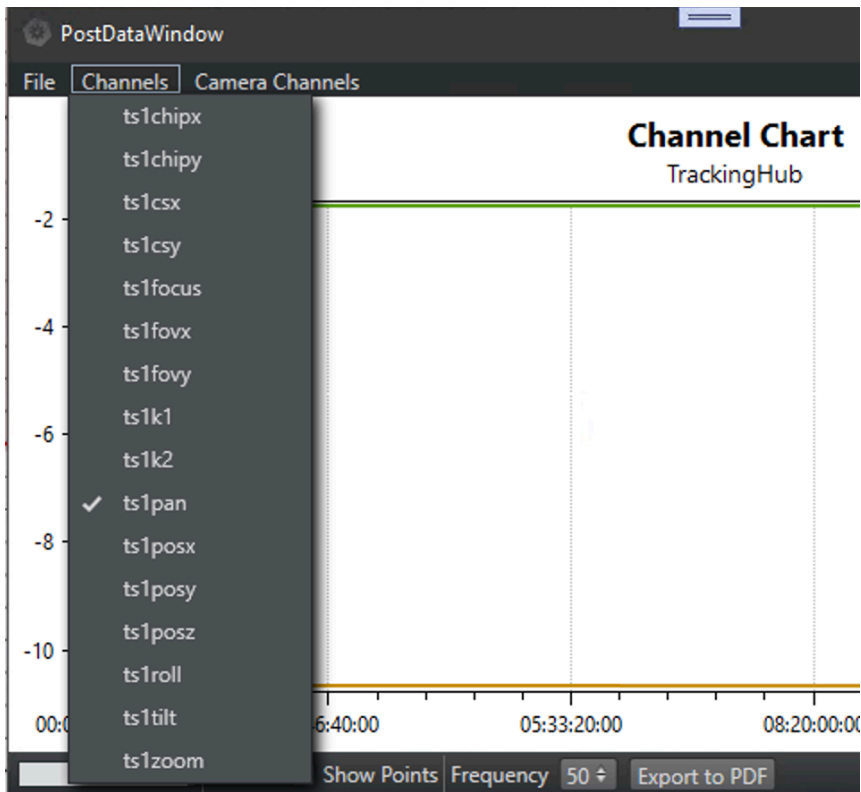 PostDataWindow
File Channels Camera Channels
ts1chipx
ts1chipy
ts1csx
ts1csy
ts1focus
ts1fovx
ts1fovy
ts1k1
ts1k2
ts1pan
ts1posx
ts1posy
ts1posz
ts1roll
ts1tilt
ts1zoom
Channel Chart
TrackingHub
-2
-4
-6
-8
-10
00:0 6:40:00 05:33:20:00 08:20:00:00
Show Points Frequency 50 Export to PDF